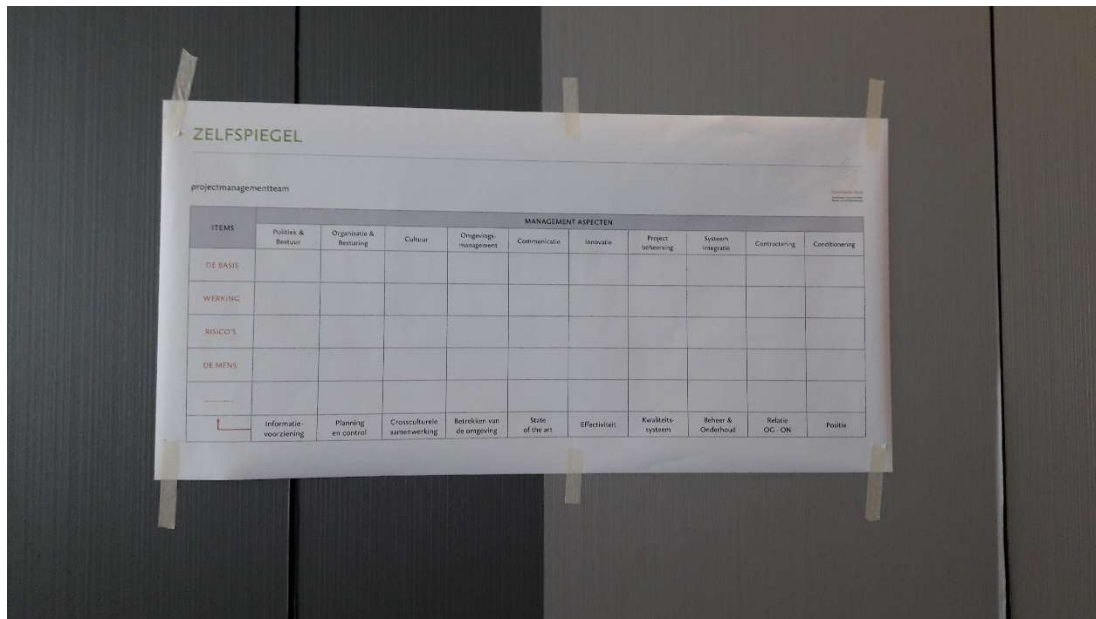 ZELFSPIEGEL
projectmanagementteam
ITEMS
MANAGEMENT ASPECTEN
Politiek &
Bestuur
Organisatie &
Besturing
Cultuur
Omgevings-
management
Communicatie
Innovatie
Project
beheersing
Systeem
integratie
Contractering
Conditionering
DE BASIS
WERKING
RISICO'S
DE MENS
Informatie-
voorziening
Planning
en control
Crossculturele
samenwerking
Betrekken van
de omgeving
State
of the art
Effectiviteit
Kwaliteits-
systeem
Beheer &
Onderhoud
Relatie
OG - ON
Positie